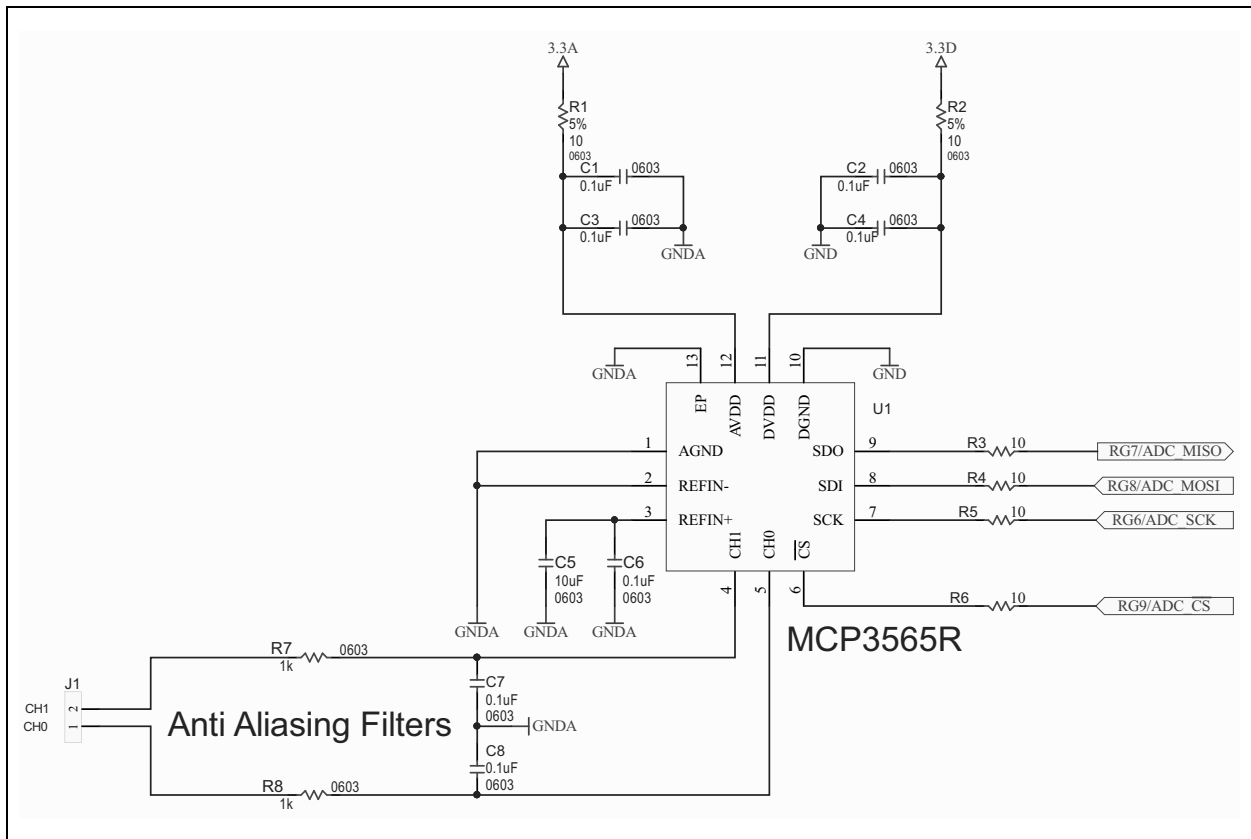 3.3A
3.3D
R1
5%
10
0603
R2
5%
10
0603
C1
0603
0.1uF
C2
0603
0.1uF
C3
0603
0.1uF
C4
0603
0.1uF
GNDA
GND
GNDA
13
12
11
10
GND
EP
AVDD
DVDD
DGND
U1
1
AGND
SDO
9
R3
10
RG7/ADC_MISO
2
REFIN-
SDI
8
R4
10
RG8/ADC_MOSI
3
REFIN+
SCK
7
R5
10
RG6/ADC_SCK
CH1
CH0
CS
4
5
6
C5
10uF
0603
C6
0.1uF
0603
R6
10
RG9/ADC_CS
GNDA
GNDA
GNDA
MCP3565R
R7
0603
1k
J1
CH1
2
CH0
1
C7
0.1uF
0603
Anti Aliasing Filters
GNDA
C8
0.1uF
0603
R8
0603
1k